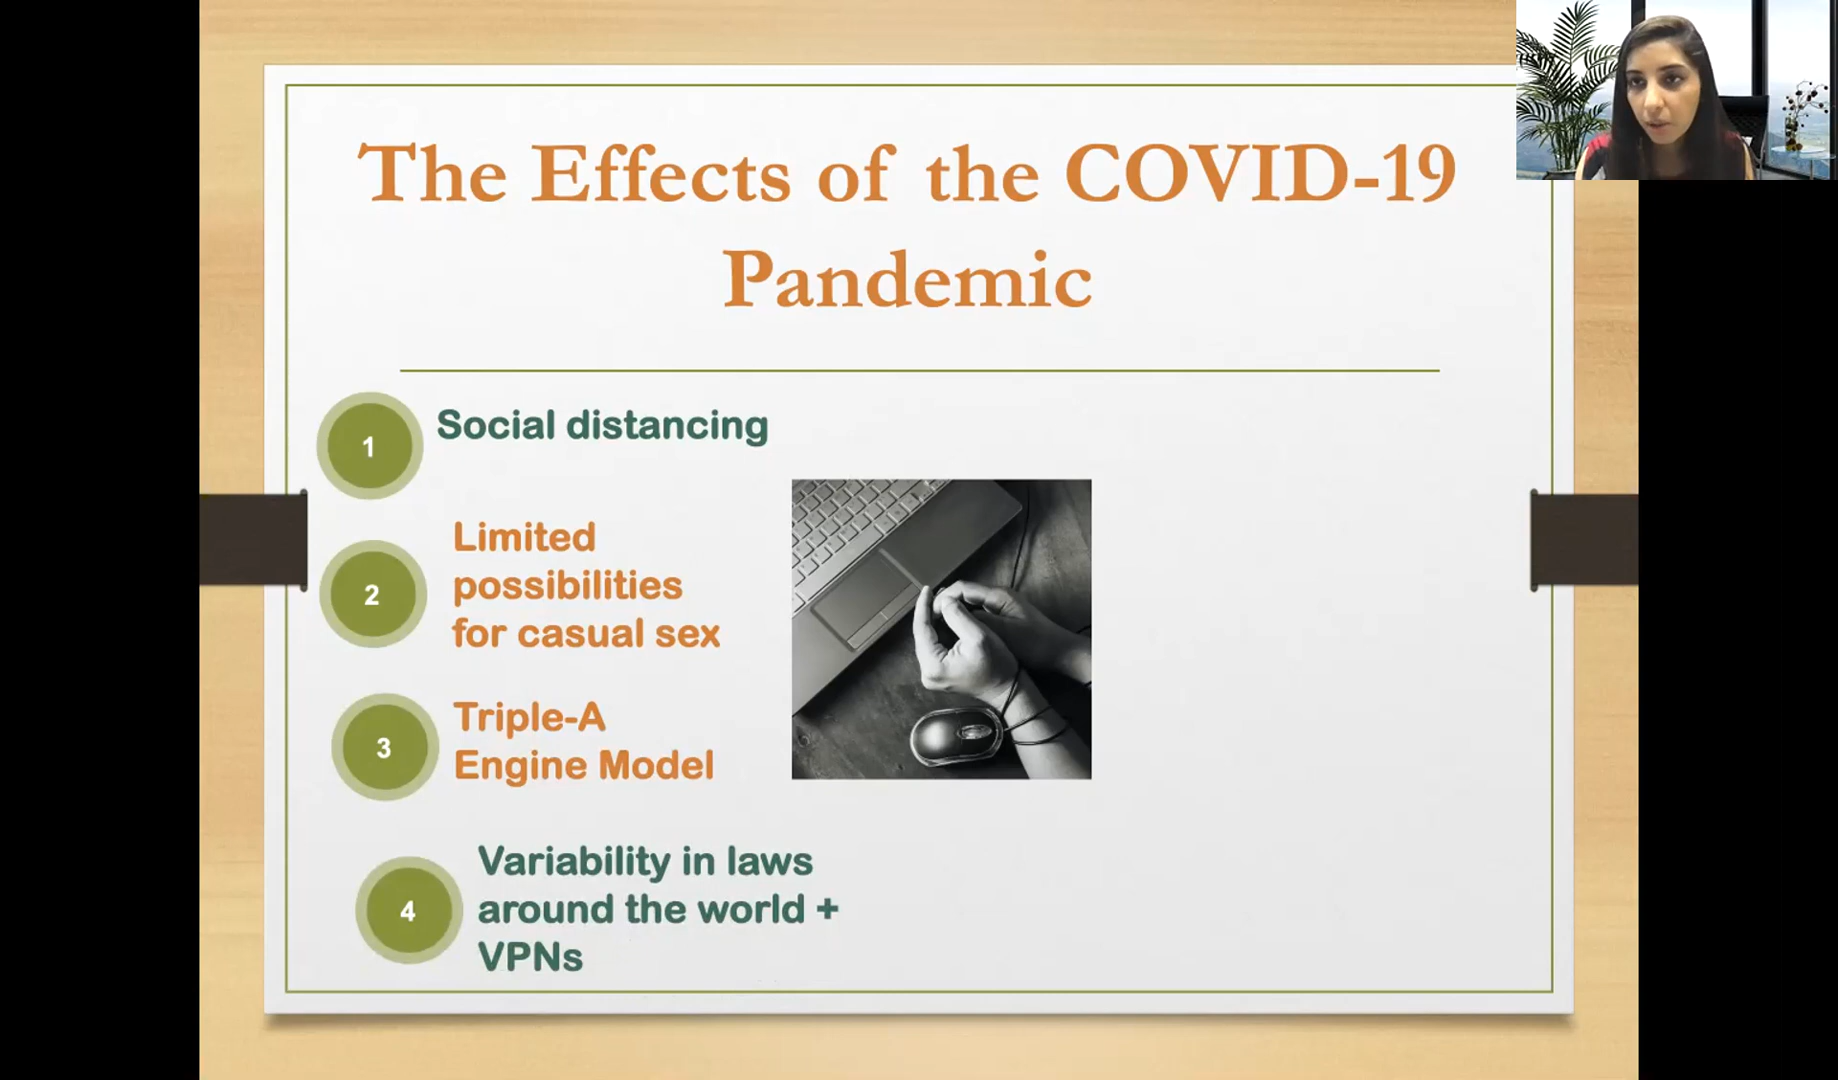 The Effects of the COVID-19
Pandemic
1
Social distancing
2
Limited
possibilities
for casual sex
3
Triple-A
Engine Model
4
Variability in laws
around the world +
VPNs